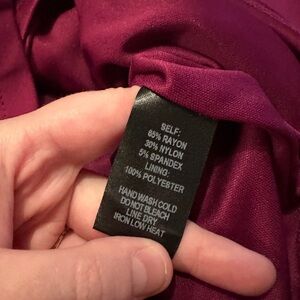 SELF:
65% RAYON
30% NYLON
5% SPANDEX
LINING:
100% POLYESTER
HAND WASH COLD
DO NOT BLEACH
LINE DRY
IRON LOW HEAT